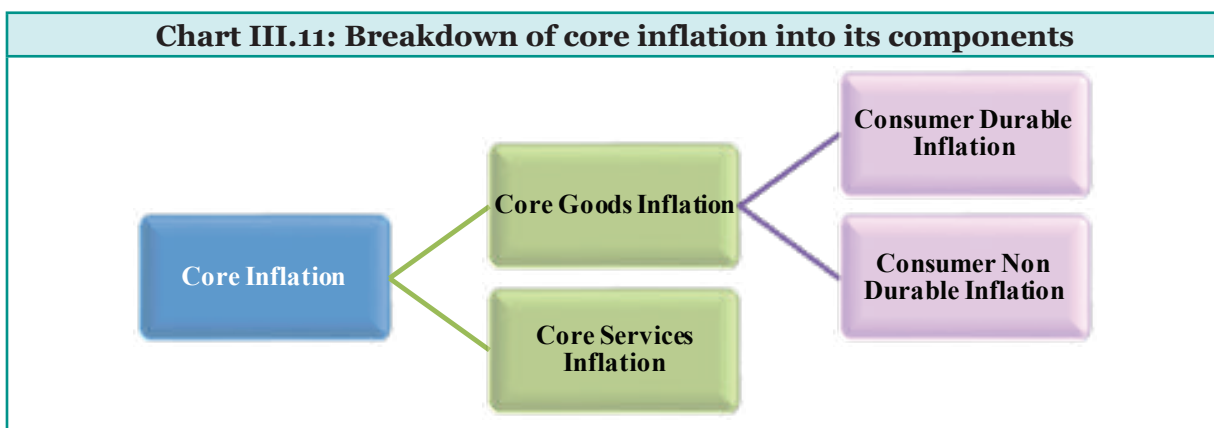 Chart III.11: Breakdown of core inflation into its components
Consumer Durable
Inflation
Core Goods Inflation
Core Inflation
Consumer Non
Durable Inflation
Core Services
Inflation